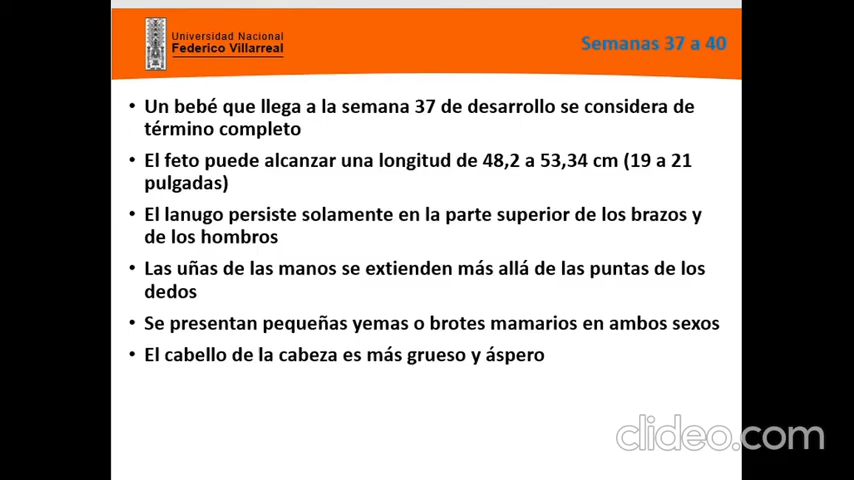 Universidad Nacional
Federico Villarreal
Semanas 37 a 40
• Un bebé que llega a la semana 37 de desarrollo se considera de
término completo
• El feto puede alcanzar una longitud de 48,2 a 53,34 cm (19 a 21
pulgadas)
• El lanugo persiste solamente en la parte superior de los brazos y
de los hombros
• Las uñas de las manos se extienden más allá de las puntas de los
dedos
• Se presentan pequeñas yemas o brotes mamarios en ambos sexos
• El cabello de la cabeza es más grueso y áspero
clideo.com